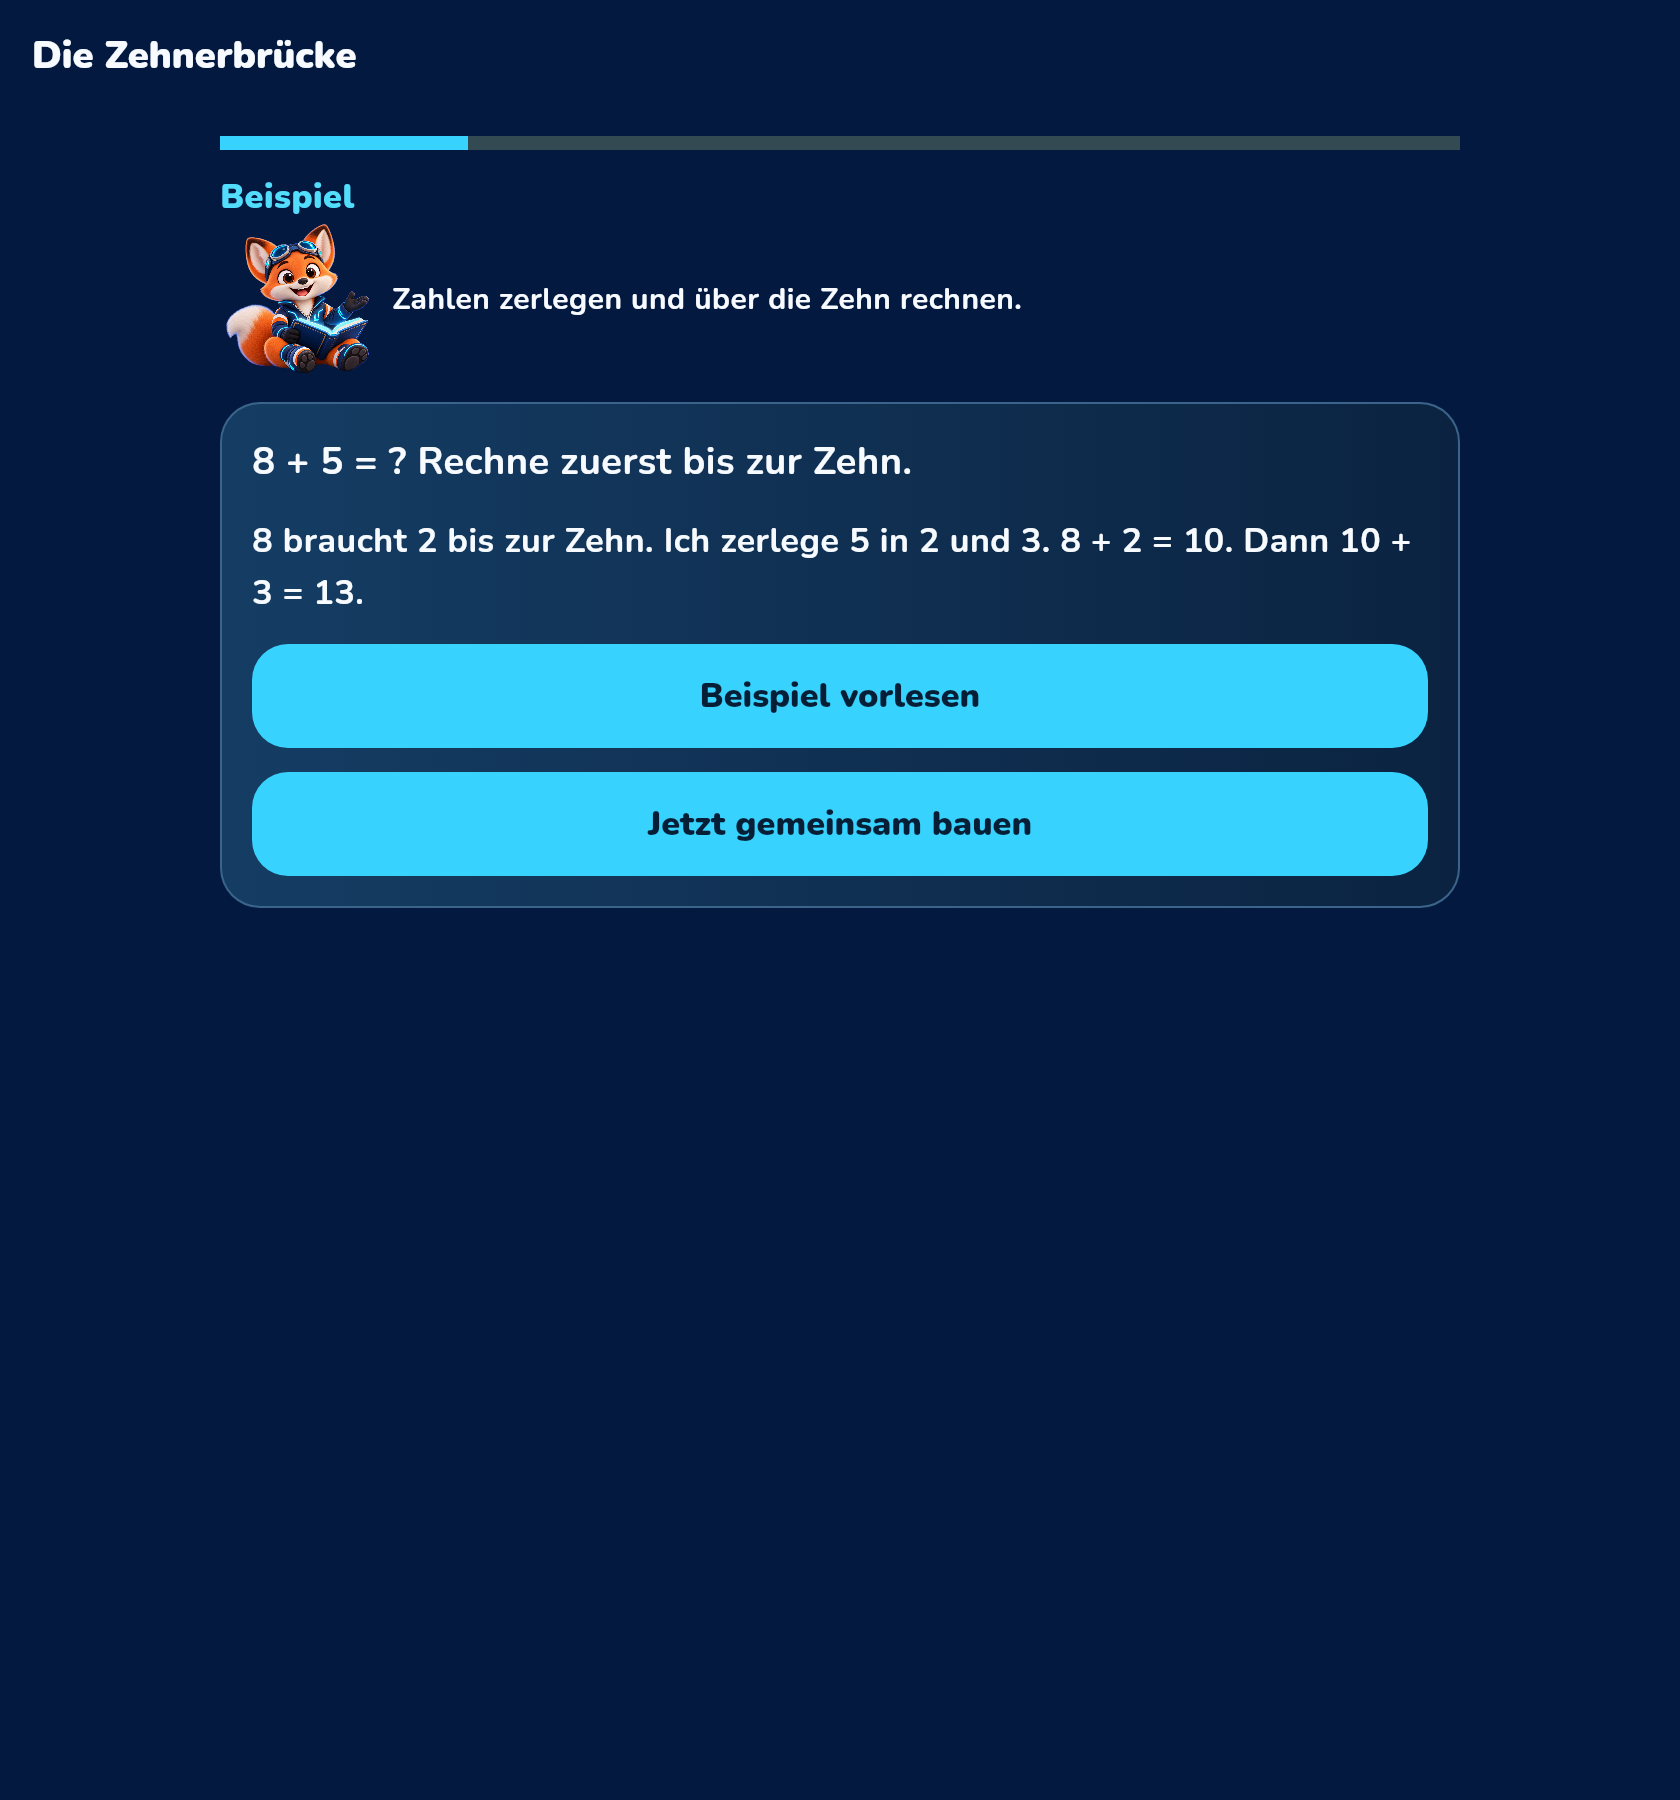 Die Zehnerbrücke
Beispiel
Zahlen zerlegen und über die Zehn rechnen.
8 + 5 = ? Rechne zuerst bis zur Zehn.
8 braucht 2 bis zur Zehn. Ich zerlege 5 in 2 und 3. 8 + 2 = 10. Dann 10 +
3 = 13.
Beispiel vorlesen
Jetzt gemeinsam bauen